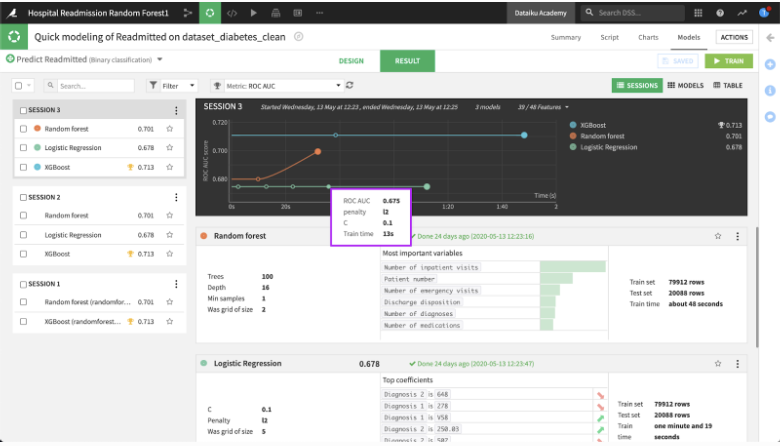 Hospital Readmission Random Forest1
Dataiku Academy
Search DSS...
Quick modeling of Readmitted on dataset_diabetes_clean
Summary
Script
Charts
Models
ACTIONS
Predict Readmitted (Binary classification)
DESIGN
RESULT
SAVED
TRAIN
Search...
Filter
Metric: ROC AUC
SESSIONS
MODELS
TABLE
SESSION 3
Random forest 0.701
Logistic Regression 0.678
XGBoost 0.713
SESSION 2
Random forest 0.701
Logistic Regression 0.678
XGBoost 0.713
SESSION 1
Random forest (randomfor... 0.701
XGBoost (randomforest... 0.713
SESSION 3 Started Wednesday, 13 May at 12:23, ended Wednesday, 13 May at 12:25 3 models 39 / 48 Features
ROC AUC score
0.720
0.700
0.680
0s 20s 1:20 1:40 2
Time (s)
XGBoost 0.713
Random forest 0.701
Logistic Regression 0.678
ROC AUC 0.675
penalty l2
C 0.1
Train time 13s
Random forest
Done 24 days ago (2020-05-13 12:23:16)
Trees 100
Depth 16
Min samples 1
Was grid of size 2
Most important variables
Number of inpatient visits
Patient number
Number of emergency visits
Discharge disposition
Number of diagnoses
Number of medications
Train set 79912 rows
Test set 20088 rows
Train time about 48 seconds
Logistic Regression 0.678 Done 24 days ago (2020-05-13 12:23:47)
C 0.1
Penalty l2
Was grid of size 5
Top coefficients
Diagnosis 2 is 648
Diagnosis 1 is 278
Diagnosis 1 is V58
Diagnosis 2 is 250.03
Diagnosis 2 is 507
Train set 79912 rows
Test set 20088 rows
Train time one minute and 19 seconds